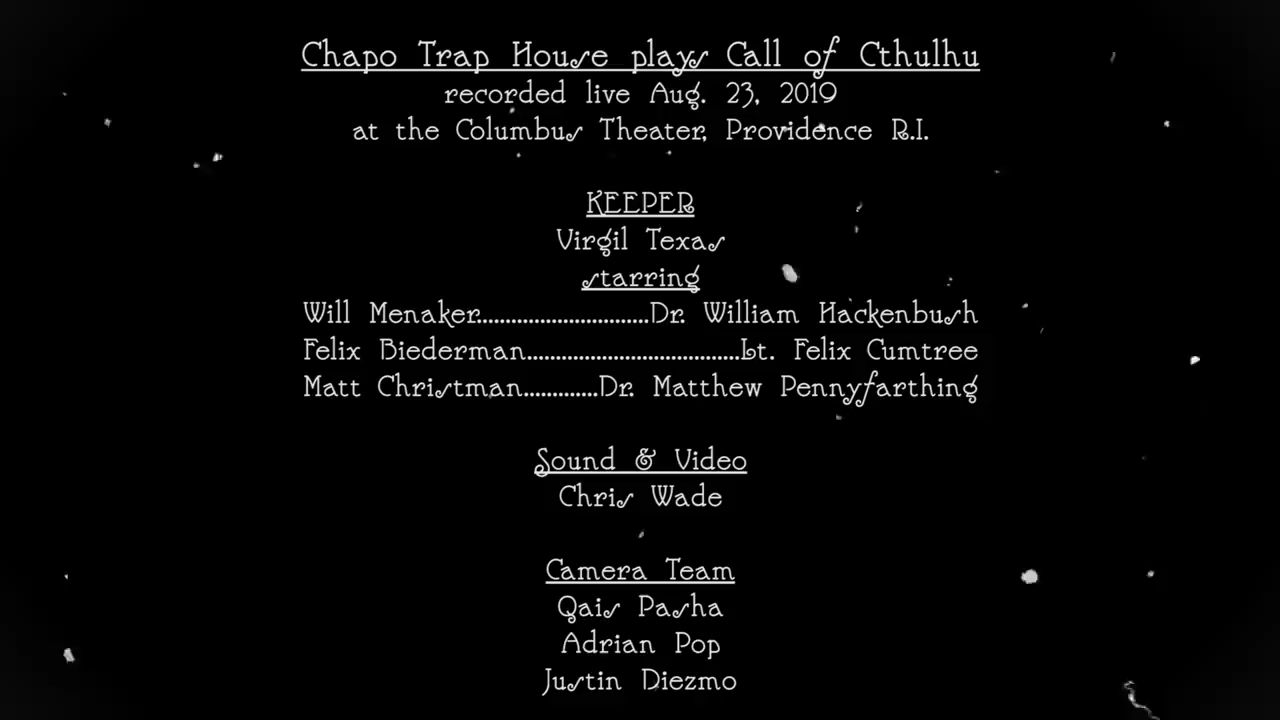 Chapo Trap House plays Call of Cthulhu
recorded live Aug. 23, 2019
at the Columbus Theater, Providence R.I.
KEEPER
Virgil Texas
starring
Will Menaker.............................Dr. William Hackenbush
Felix Biederman....................................Lt. Felix Cumtree
Matt Christman.............Dr. Matthew Pennyfarthing
Sound & Video
Chris Wade
Camera Team
Qais Pasha
Adrian Pop
Justin Diezmo